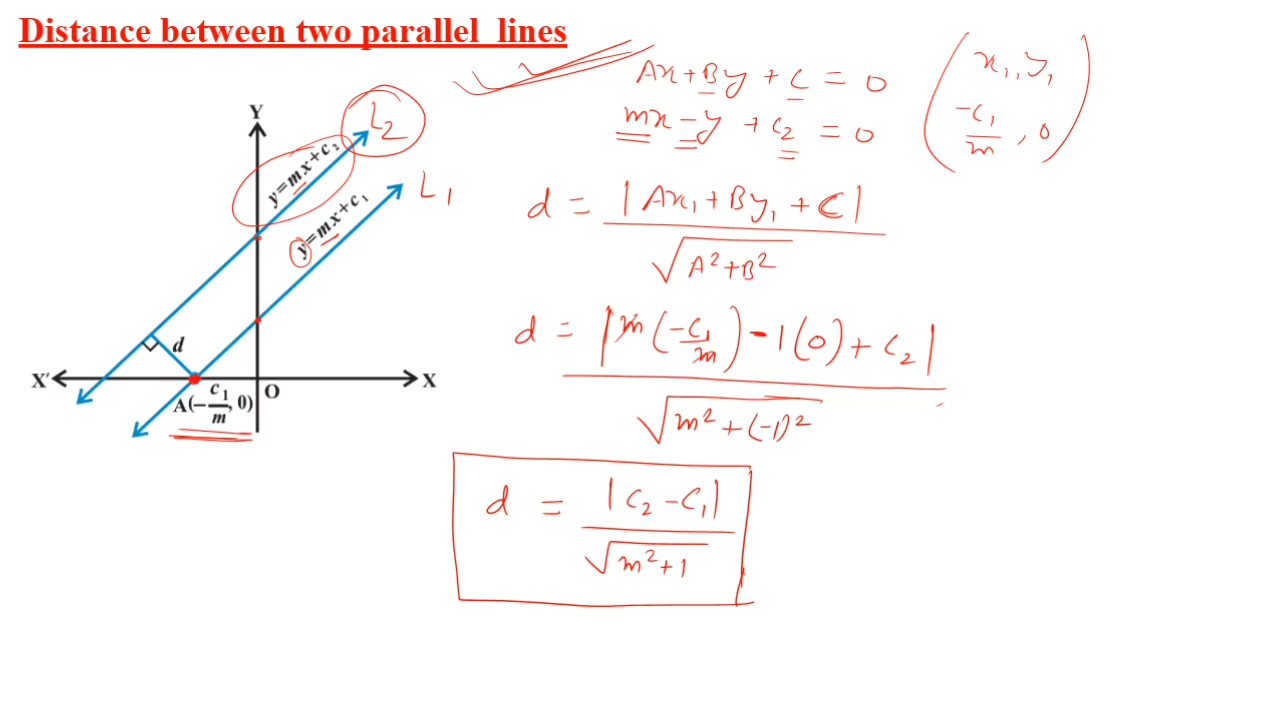 Distance between two parallel lines
Ax + By + C = 0
mx - y + c₂ = 0
(x₁, y₁
-c₁/m , 0)
d = |Ax₁ + By₁ + C| / √(A² + B²)
d = |m(-c₁/m) - 1(0) + c₂| / √(m² + (-1)²)
d = |c₂ - c₁| / √(m² + 1)
Y
L₂
y=mx+c₂
L₁
y=mx+c₁
d
X′
X
O
A(-c₁/m, 0)